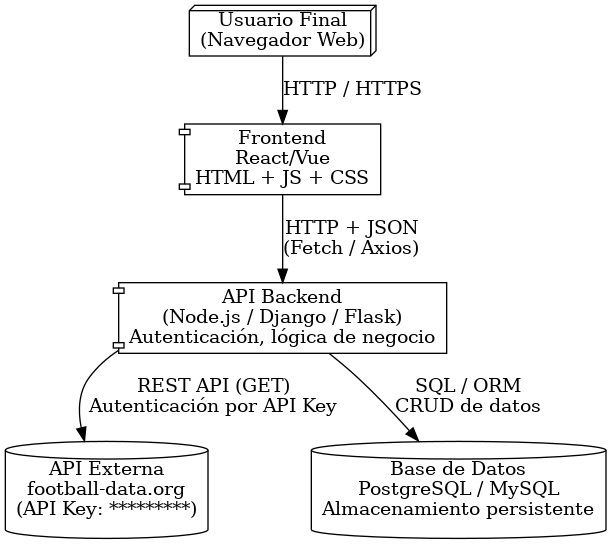 Usuario Final
(Navegador Web)
HTTP / HTTPS
Frontend
React/Vue
HTML + JS + CSS
HTTP + JSON
(Fetch / Axios)
API Backend
(Node.js / Django / Flask)
Autenticación, lógica de negocio
REST API (GET)
Autenticación por API Key
SQL / ORM
CRUD de datos
API Externa
football-data.org
(API Key: *********)
Base de Datos
PostgreSQL / MySQL
Almacenamiento persistente